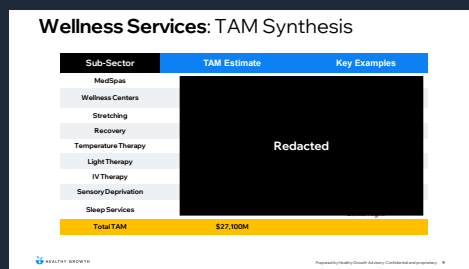 Wellness Services: TAM Synthesis
Sub-Sector TAM Estimate Key Examples
MedSpas
Wellness Centers
Stretching
Recovery
Temperature Therapy
Light Therapy
IV Therapy
Sensory Deprivation
Sleep Services
Redacted
Total TAM $27,100M
HEALTHY GROWTH
Prepared by Healthy Growth Advisory. Confidential and proprietary. 9